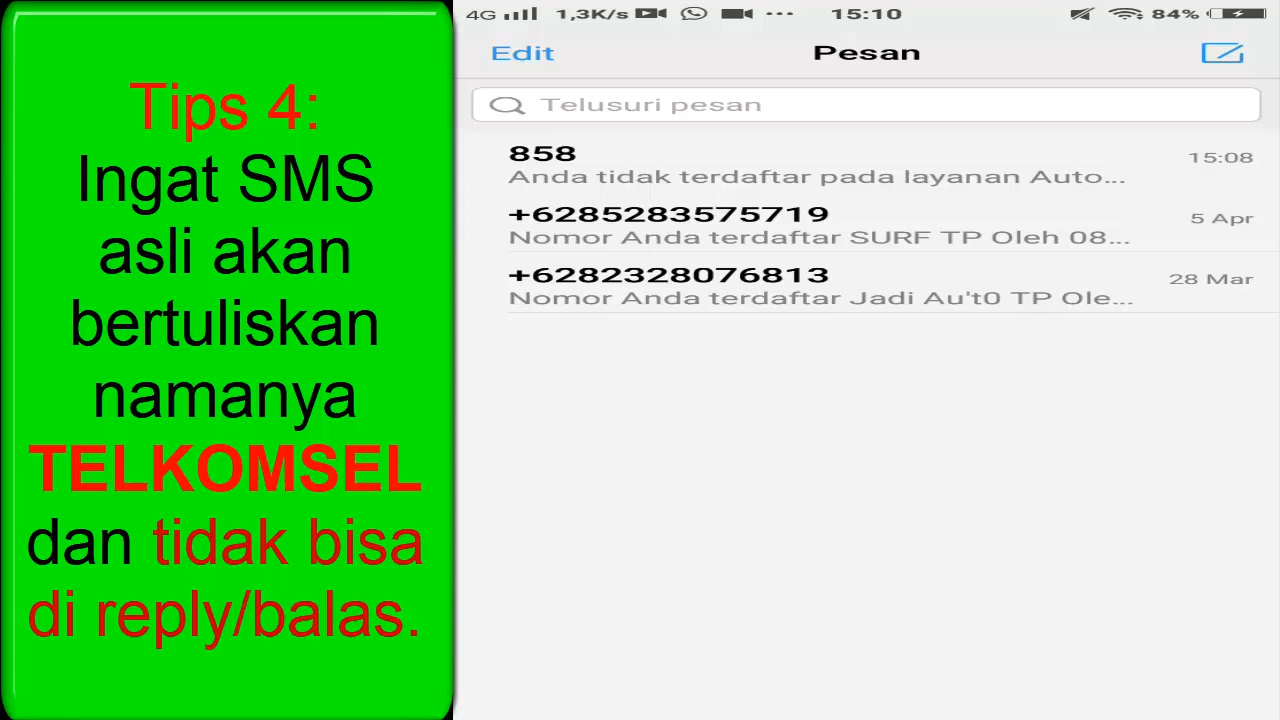 Tips 4:
Ingat SMS
asli akan
bertuliskan
namanya
TELKOMSEL
dan tidak bisa
di reply/balas.
4G 1,3K/s ··· 15:10 84%
Edit Pesan
Telusuri pesan
858 15:08
Anda tidak terdaftar pada layanan Auto...
+6285283575719 5 Apr
Nomor Anda terdaftar SURF TP Oleh 08...
+6282328076813 28 Mar
Nomor Anda terdaftar Jadi Au't0 TP Ole...